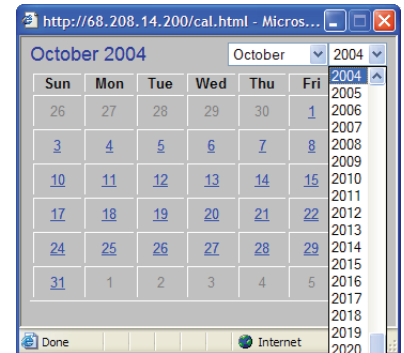 http://68.208.14.200/cal.html - Micros...
October 2004
October
2004
Sun Mon Tue Wed Thu Fri
26 27 28 29 30 1
3 4 5 6 7 8
10 11 12 13 14 15
17 18 19 20 21 22
24 25 26 27 28 29
31 1 2 3 4 5
2004
2005
2006
2007
2008
2009
2010
2011
2012
2013
2014
2015
2016
2017
2018
2019
2020
Done
Internet